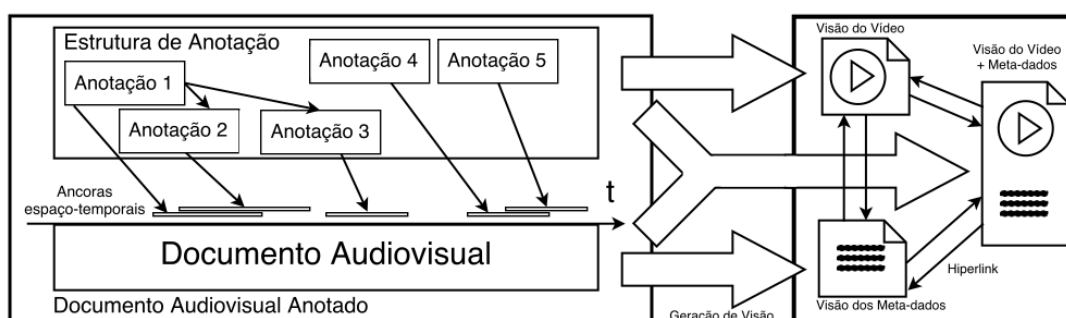 Estrutura de Anotação
Anotação 1
Anotação 2
Anotação 3
Anotação 4
Anotação 5
Ancoras
espaço-temporais
t
Documento Audiovisual
Documento Audiovisual Anotado
Geração de Visão
Visão do Vídeo
Visão do Vídeo
+ Meta-dados
Hiperlink
Visão dos Meta-dados